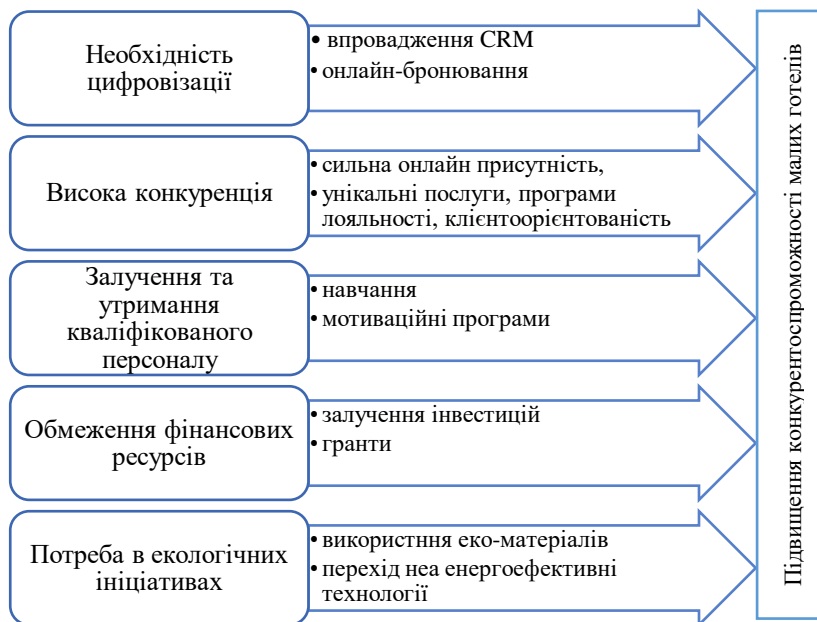 Необхідність
цифровізації
• впровадження CRM
• онлайн-бронювання
Висока конкуренція
• сильна онлайн присутність,
• унікальні послуги, програми
лояльності, клієнтоорієнтованість
Залучення та
утримання
кваліфікованого
персоналу
• навчання
• мотиваційні програми
Обмеження фінансових
ресурсів
• залучення інвестицій
• гранти
Потреба в екологічних
ініціативах
• використння еко-матеріалів
• перехід неа енергоефективні
технології
Підвищення конкурентоспроможності малих готелів